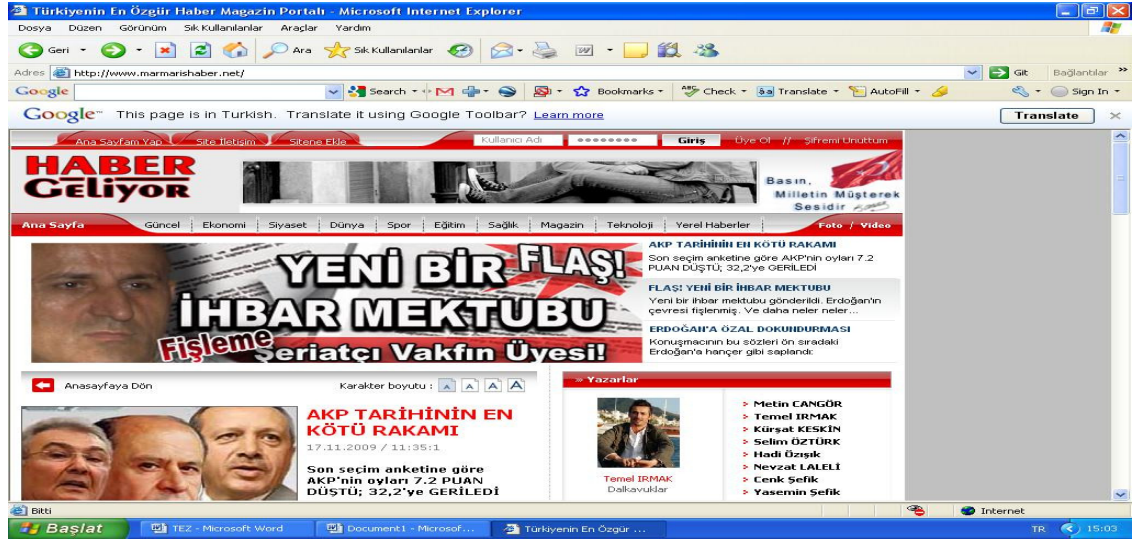 Türkiyenin En Özgür Haber Magazin Portalı - Microsoft Internet Explorer
Dosya Düzen Görünüm Sık Kullanılanlar Araçlar Yardım
Geri Ara Sık Kullanılanlar
Adres http://www.marmarishaber.net/ Git Bağlantılar
Google Search Bookmarks Check Translate AutoFill Sign In
Google™ This page is in Turkish. Translate it using Google Toolbar? Learn more Translate
Ana Sayfam Yap Site İletişim Sitene Ekle Kullanıcı Adı Giriş Üye Ol // Şifremi Unuttum
HABER
GELİYOR
Basın,
Milletin Müşterek
Sesidir
Ana Sayfa Güncel Ekonomi Siyaset Dünya Spor Eğitim Sağlık Magazin Teknoloji Yerel Haberler Foto / Video
YENİ BİR FLAŞ!
İHBAR MEKTUBU
Fişleme
Şeriatçı Vakfın Üyesi!
AKP TARİHİNİN EN KÖTÜ RAKAMI
Son seçim anketine göre AKP'nin oyları 7.2
PUAN DÜŞTÜ; 32,2'ye GERİLEDİ
FLAŞ! YENİ BİR İHBAR MEKTUBU
Yeni bir ihbar mektubu gönderildi. Erdoğan'ın
çevresi fişlenmiş. Ve daha neler neler...
ERDOĞAN'A ÖZAL DOKUNDURMASI
Konuşmacının bu sözleri ön sıradaki
Erdoğan'a hançer gibi saplandı:
Anasayfaya Dön Karakter boyutu : A A A A
AKP TARİHİNİN EN
KÖTÜ RAKAMI
17.11.2009 / 11:35:1
Son seçim anketine göre
AKP'nin oyları 7.2 PUAN
DÜŞTÜ; 32,2'ye GERİLEDİ
» Yazarlar
Temel IRMAK
Dalkavuklar
Metin CANGÖR
Temel IRMAK
Kürşat KESKİN
Selim ÖZTÜRK
Hadi Özışık
Nevzat LALELİ
Cenk Şefik
Yasemin Şefik
Bitti Internet
Başlat TEZ - Microsoft Word Document1 - Microsof... Türkiyenin En Özgür ... TR 15:03